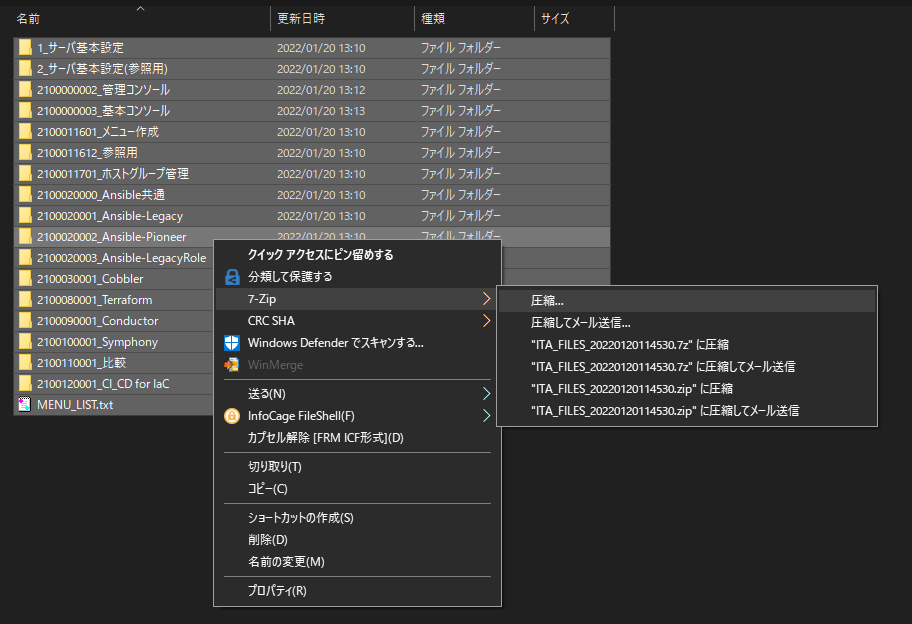 名前 更新日時 種類 サイズ
1_サーバ基本設定 2022/01/20 13:10 ファイル フォルダー
2_サーバ基本設定(参照用) 2022/01/20 13:10 ファイル フォルダー
2100000002_管理コンソール 2022/01/20 13:12 ファイル フォルダー
2100000003_基本コンソール 2022/01/20 13:13 ファイル フォルダー
2100011601_メニュー作成 2022/01/20 13:10 ファイル フォルダー
2100011612_参照用 2022/01/20 13:10 ファイル フォルダー
2100011701_ホストグループ管理 2022/01/20 13:10 ファイル フォルダー
2100020000_Ansible共通 2022/01/20 13:10 ファイル フォルダー
2100020001_Ansible-Legacy 2022/01/20 13:10 ファイル フォルダー
2100020002_Ansible-Pioneer 2022/01/20 13:10 ファイル フォルダー
2100020003_Ansible-LegacyRole
2100030001_Cobbler
2100080001_Terraform
2100090001_Conductor
2100100001_Symphony
2100110001_比較
2100120001_CI_CD for IaC
MENU_LIST.txt
クイック アクセスにピン留めする
分類して保護する
7-Zip
CRC SHA
Windows Defender でスキャンする...
WinMerge
送る(N)
InfoCage FileShell(F)
カプセル解除 [FRM ICF形式](D)
切り取り(T)
コピー(C)
ショートカットの作成(S)
削除(D)
名前の変更(M)
プロパティ(R)
圧縮...
圧縮してメール送信...
"ITA_FILES_20220120114530.7z" に圧縮
"ITA_FILES_20220120114530.7z" に圧縮してメール送信
"ITA_FILES_20220120114530.zip" に圧縮
"ITA_FILES_20220120114530.zip" に圧縮してメール送信